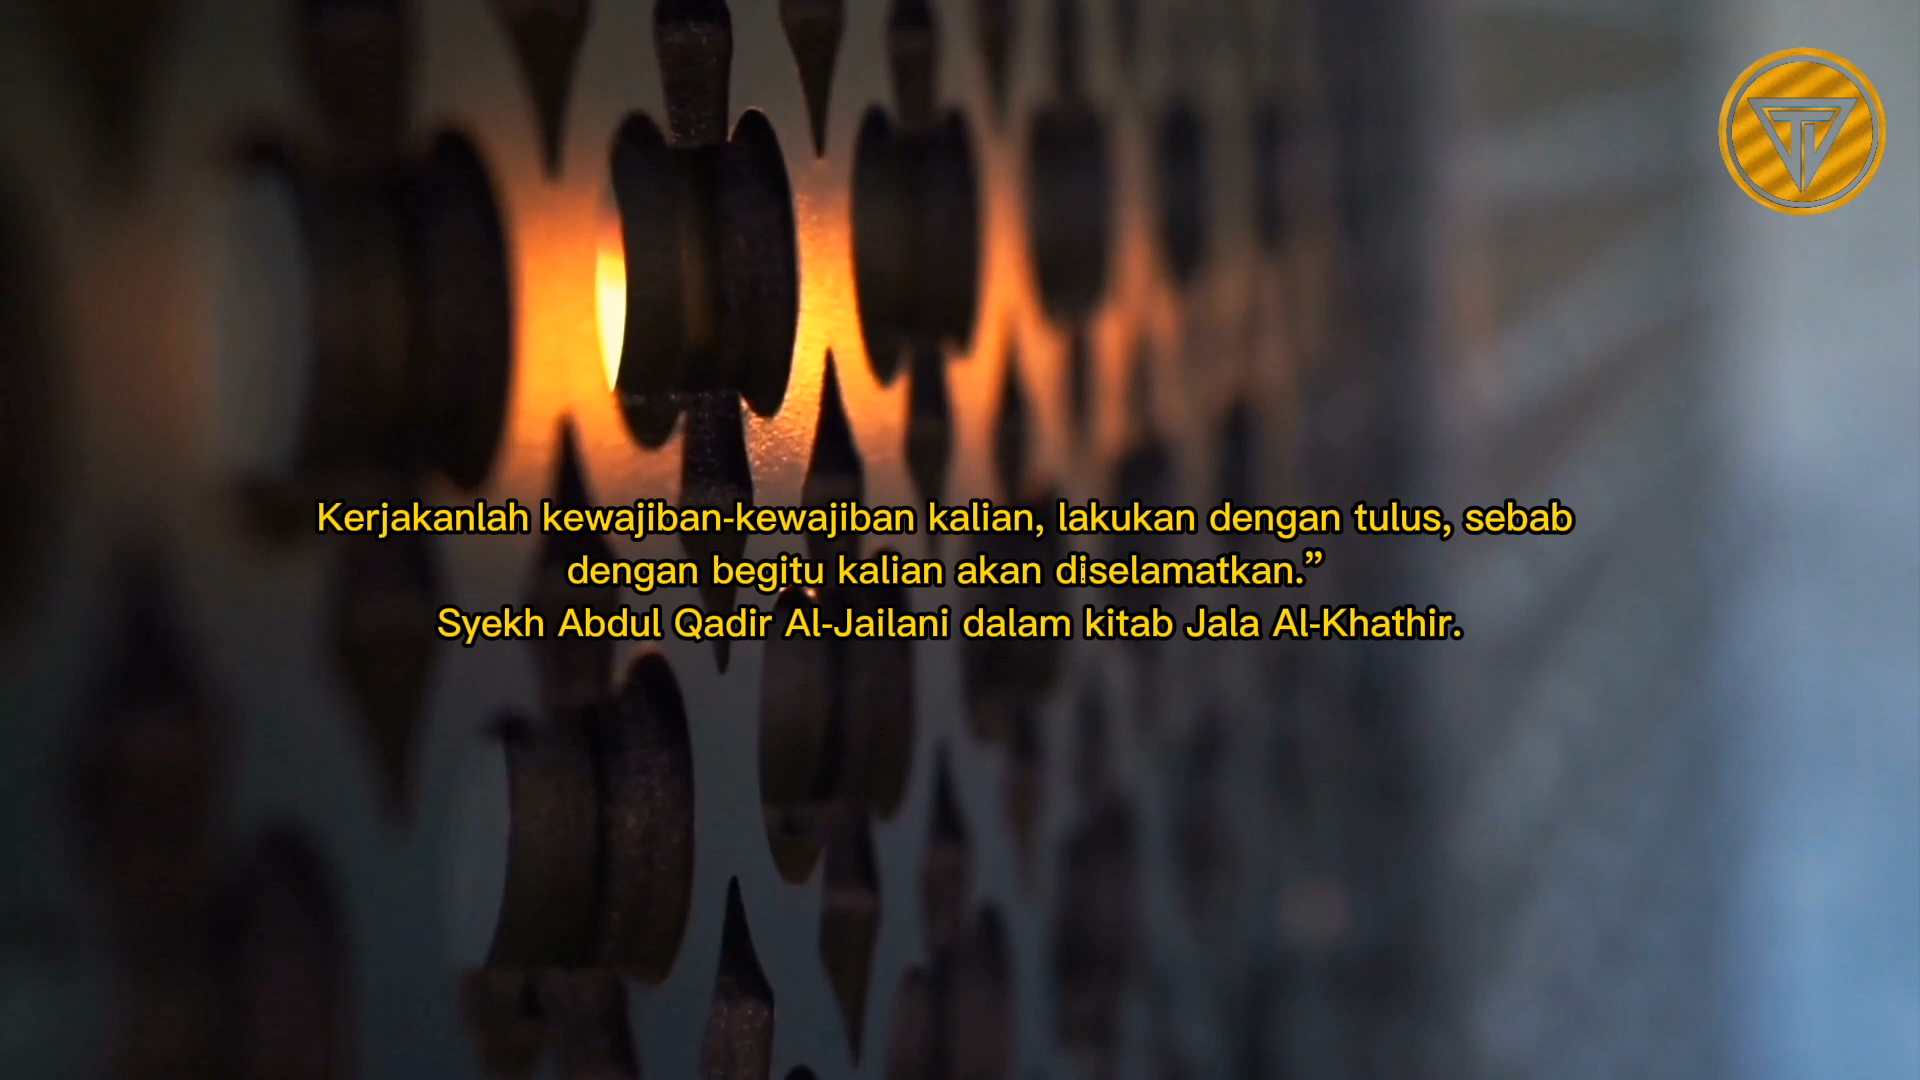 Kerjakanlah kewajiban-kewajiban kalian, lakukan dengan tulus, sebab
dengan begitu kalian akan diselamatkan.”
Syekh Abdul Qadir Al-Jailani dalam kitab Jala Al-Khathir.